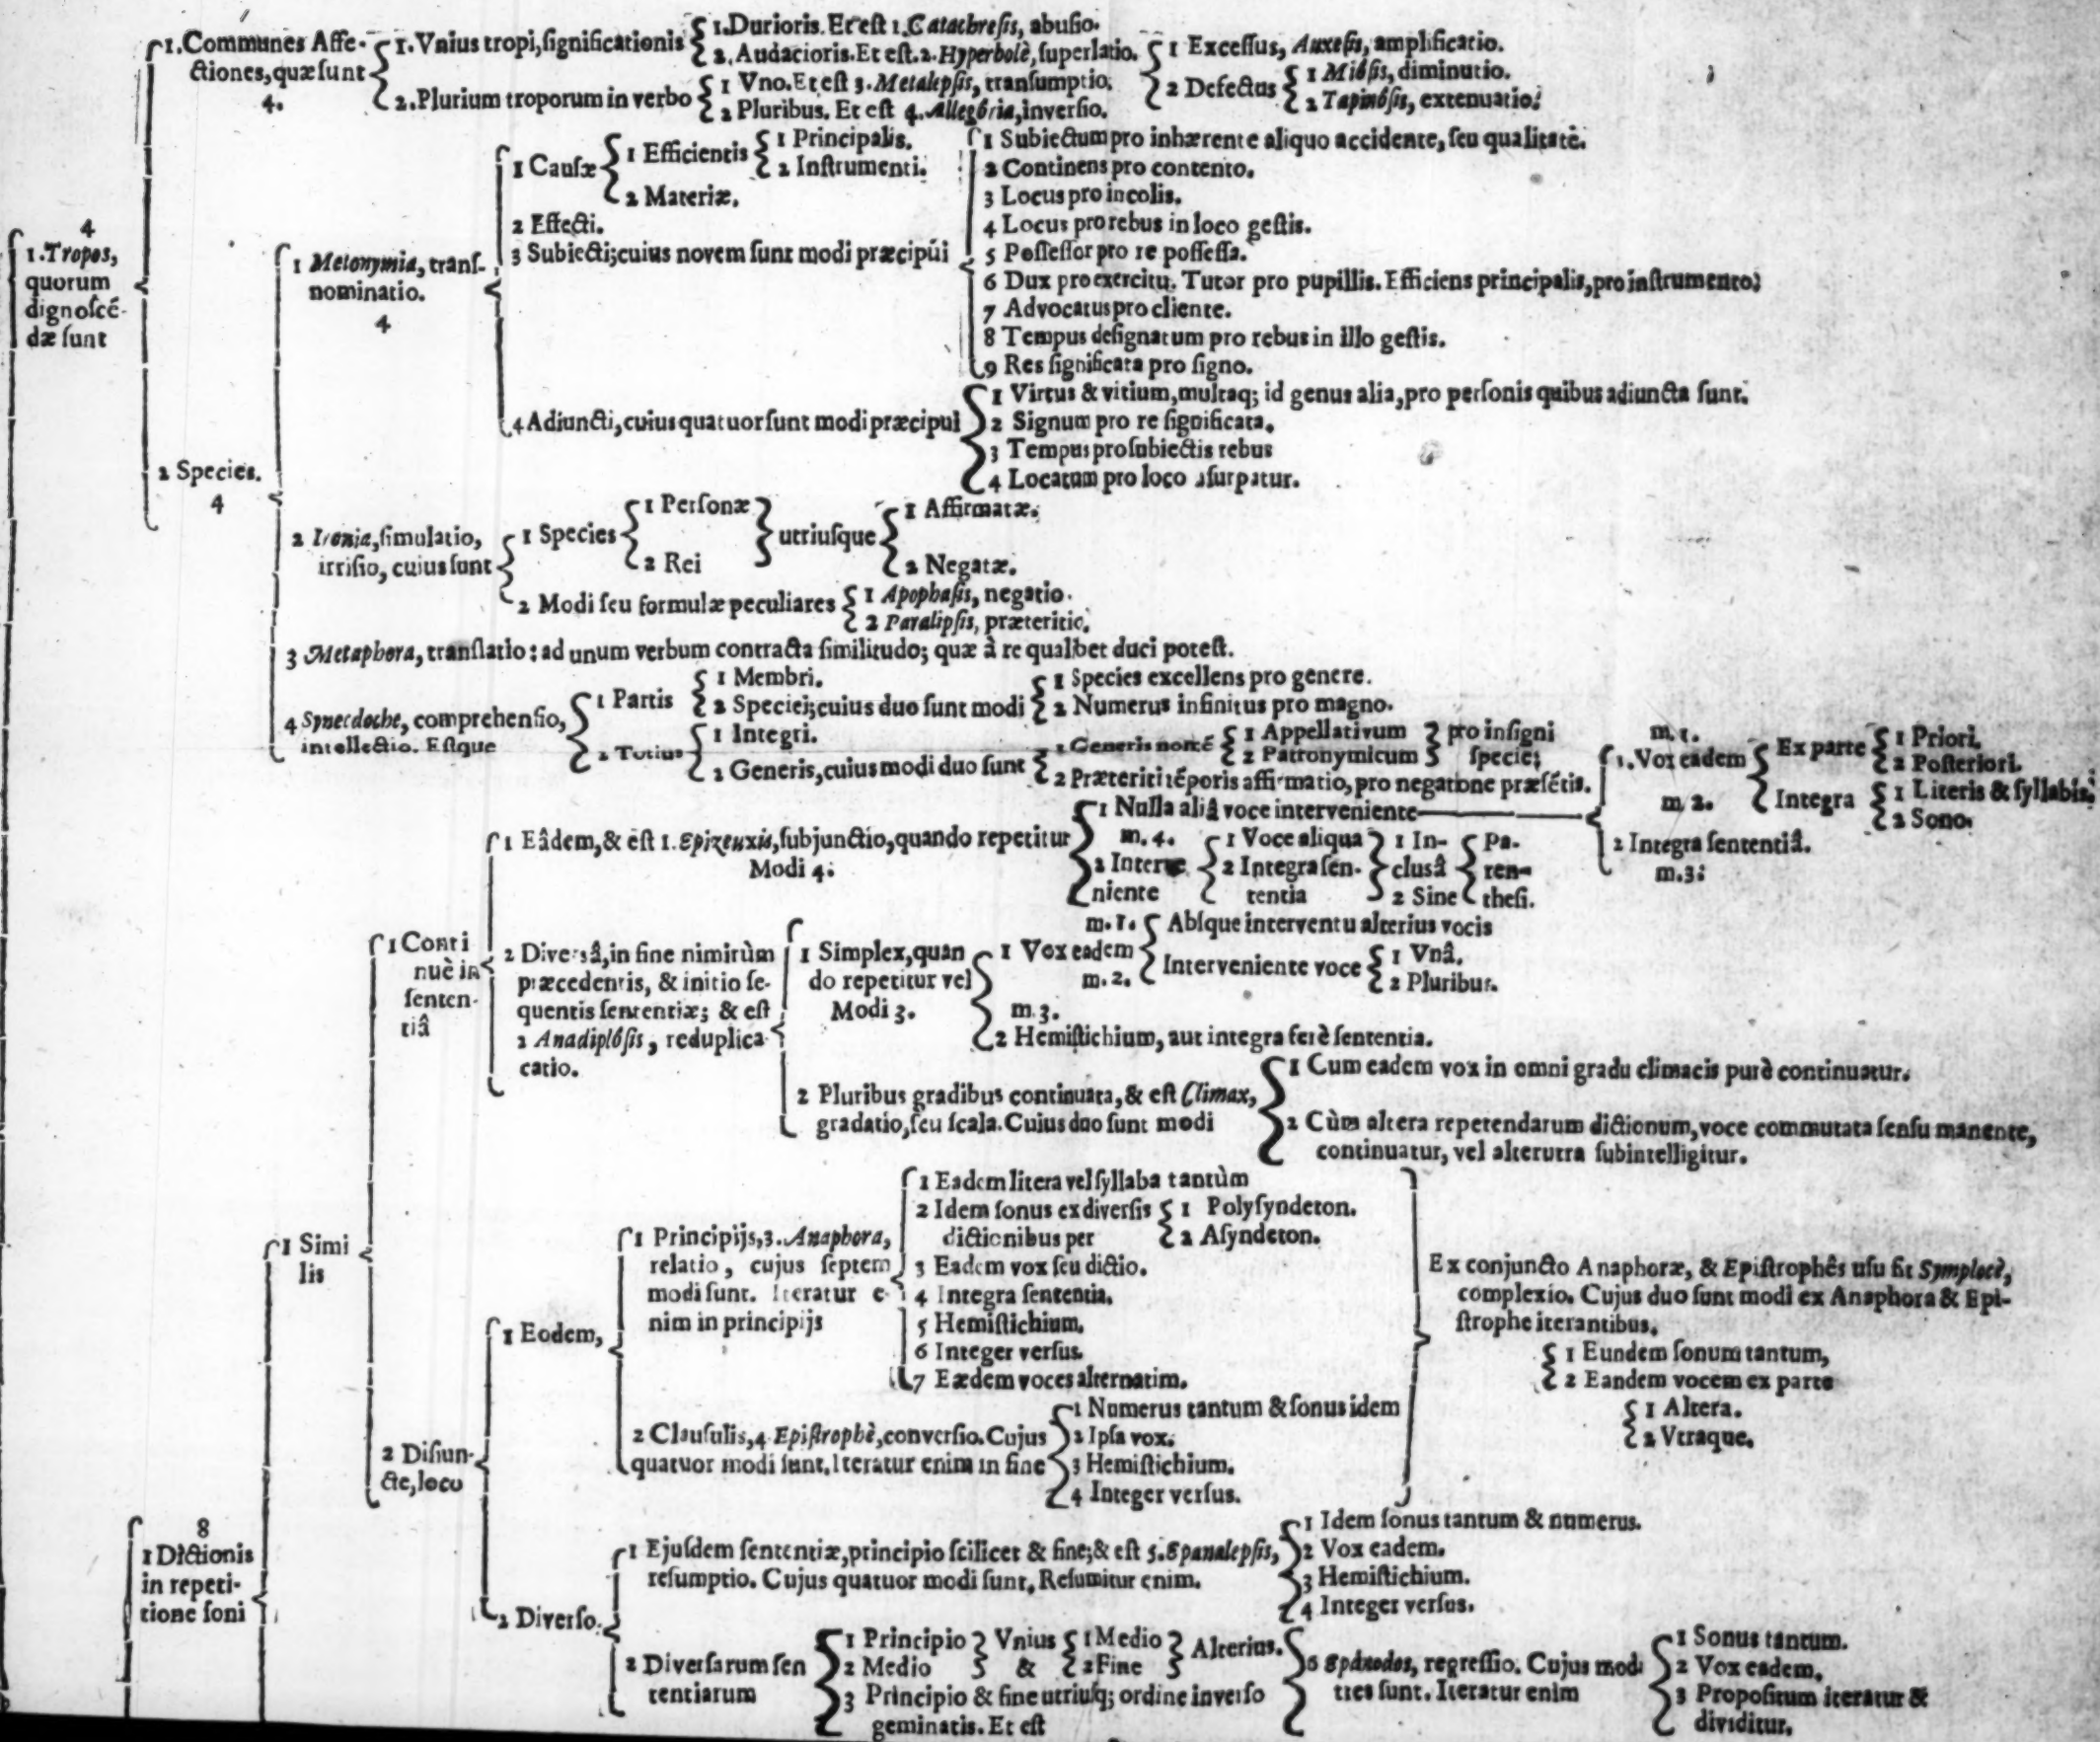 1. Communes Affe-
ctiones, quæ sunt
4.
1. Vnius tropi, significationis
1. Durioris. Et est 1. Catachresis, abusio.
2. Audacioris. Et est. 2. Hyperbolè, superlatio.
1 Excessus, Auxesis, amplificatio.
2 Defectus
1 Miôsis, diminutio.
2 Tapinôsis, extenuatio.
2. Plurium troporum in verbo
1 Vno. Et est 3. Metalepsis, transumptio.
2 Pluribus. Et est 4. Allegória, inversio.
4
1. Tropos,
quorum
dignoscē-
dæ sunt
2 Species.
4
1 Metonymia, trans-
nominatio.
4
1 Causæ
1 Efficientis
1 Principalis.
2 Instrumenti.
2 Materiæ.
2 Effecti.
3 Subiecti; cuius novem sunt modi præcipúi
1 Subiectum pro inhærente aliquo accidente, seu qualitate.
2 Continens pro contento.
3 Locus pro incolis.
4 Locus pro rebus in loco gestis.
5 Possessor pro re possessa.
6 Dux pro exercitu. Tutor pro pupillis. Efficiens principalis, pro instrumento;
7 Advocatus pro cliente.
8 Tempus designatum pro rebus in illo gestis.
9 Res significata pro signo.
4 Adiuncti, cuius quatuor sunt modi præcipui
1 Virtus & vitium, multaq; id genus alia, pro personis quibus adiuncta sunt.
2 Signum pro re significata.
3 Tempus pro subiectis rebus
4 Locatum pro loco usurpatur.
2 Ironia, simulatio,
irrisio, cuius sunt
1 Species
1 Personæ
2 Rei
utriusque
1 Affirmatæ.
2 Negatæ.
2 Modi seu formulæ peculiares
1 Apophasis, negatio.
2 Paralipsis, præteritio.
3 Metaphora, translatio: ad unum verbum contracta similitudo; quæ à re qualibet duci potest.
4 Synecdoche, comprehensio,
intellectio. Estque
1 Partis
1 Membri.
2 Speciei; cuius duo sunt modi
1 Species excellens pro genere.
2 Numerus infinitus pro magno.
2 Totius
1 Integri.
2 Generis, cuius modi duo sunt
1 Generis nomē
1 Appellativum
2 Patronymicum
pro insigni
specie;
2 Præteriti tēporis affirmatio, pro negatione præsētis.
1 Eâdem, & est 1. Epizeuxis, subjunctio, quando repetitur
Modi 4.
1 Nulla aliâ voce interveniente
m. 1.
1. Vox eadem
m 2.
Ex parte
1 Priori.
2 Posteriori.
Integra
1 Literis & syllabis.
2 Sono.
2 Integra sententiâ.
m. 3:
m. 4.
2 Interve
niente
1 Voce aliqua
2 Integra sen-
tentia
1 In-
clusâ
2 Sine
Pa-
ren-
thesi.
1 Conti
nuè in
senten-
tiâ
2 Diversâ, in fine nimirùm
præcedentis, & initio se-
quentis sententiæ; & est
2 Anadiplôsis, reduplica-
catio.
1 Simplex, quan
do repetitur vel
Modi 3.
m. 1.
1 Vox eadem
m. 2.
Absque interventu alterius vocis
Interveniente voce
1 Vnâ.
2 Pluribus.
m. 3.
2 Hemistichium, aut integra ferè sententia.
2 Pluribus gradibus continuata, & est Climax,
gradatio, seu scala. Cuius duo sunt modi
1 Cum eadem vox in omni gradu climacis purè continuatur.
2 Cùm altera repetendarum dictionum, voce commutata sensu manente,
continuatur, vel alterutra subintelligitur.
1 Simi
lis
2 Disiun-
cte, loco
1 Eodem,
1 Principijs, 3. Anaphora,
relatio, cujus septem
modi sunt. Iteratur e-
nim in principijs
1 Eadem litera vel syllaba tantùm
2 Idem sonus ex diversis
dictionibus per
1 Polysyndeton.
2 Asyndeton.
3 Eadem vox seu dictio.
4 Integra sententia.
5 Hemistichium.
6 Integer versus.
7 Eædem voces alternatim.
2 Clausulis, 4 Epistrophè, conversio. Cujus
quatuor modi sunt. Iteratur enim in fine
1 Numerus tantum & sonus idem
2 Ipsa vox.
3 Hemistichium.
4 Integer versus.
Ex conjuncto Anaphoræ, & Epistrophês usu fit Symplocè,
complexio. Cujus duo sunt modi ex Anaphora & Epi-
strophe iterantibus.
1 Eundem sonum tantum,
2 Eandem vocem ex parte
1 Altera.
2 Vtraque.
2 Diverso.
1 Ejusdem sententiæ, principio scilicet & fine; & est 5. Epanalepsis,
resumptio. Cujus quatuor modi sunt. Resumitur enim.
1 Idem sonus tantum & numerus.
2 Vox eadem.
3 Hemistichium.
4 Integer versus.
2 Diversarum sen
tentiarum
1 Principio
2 Medio
Vnius
&
1 Medio
2 Fine
Alterius.
3 Principio & fine utriusq; ordine inverso
geminatis. Et est
6 Epánodos, regressio. Cujus modi
tres sunt. Iteratur enim
1 Sonus tantum.
2 Vox eadem.
3 Propositum iteratur &
dividitur.
8
1 Dictionis
in repeti-
tione soni